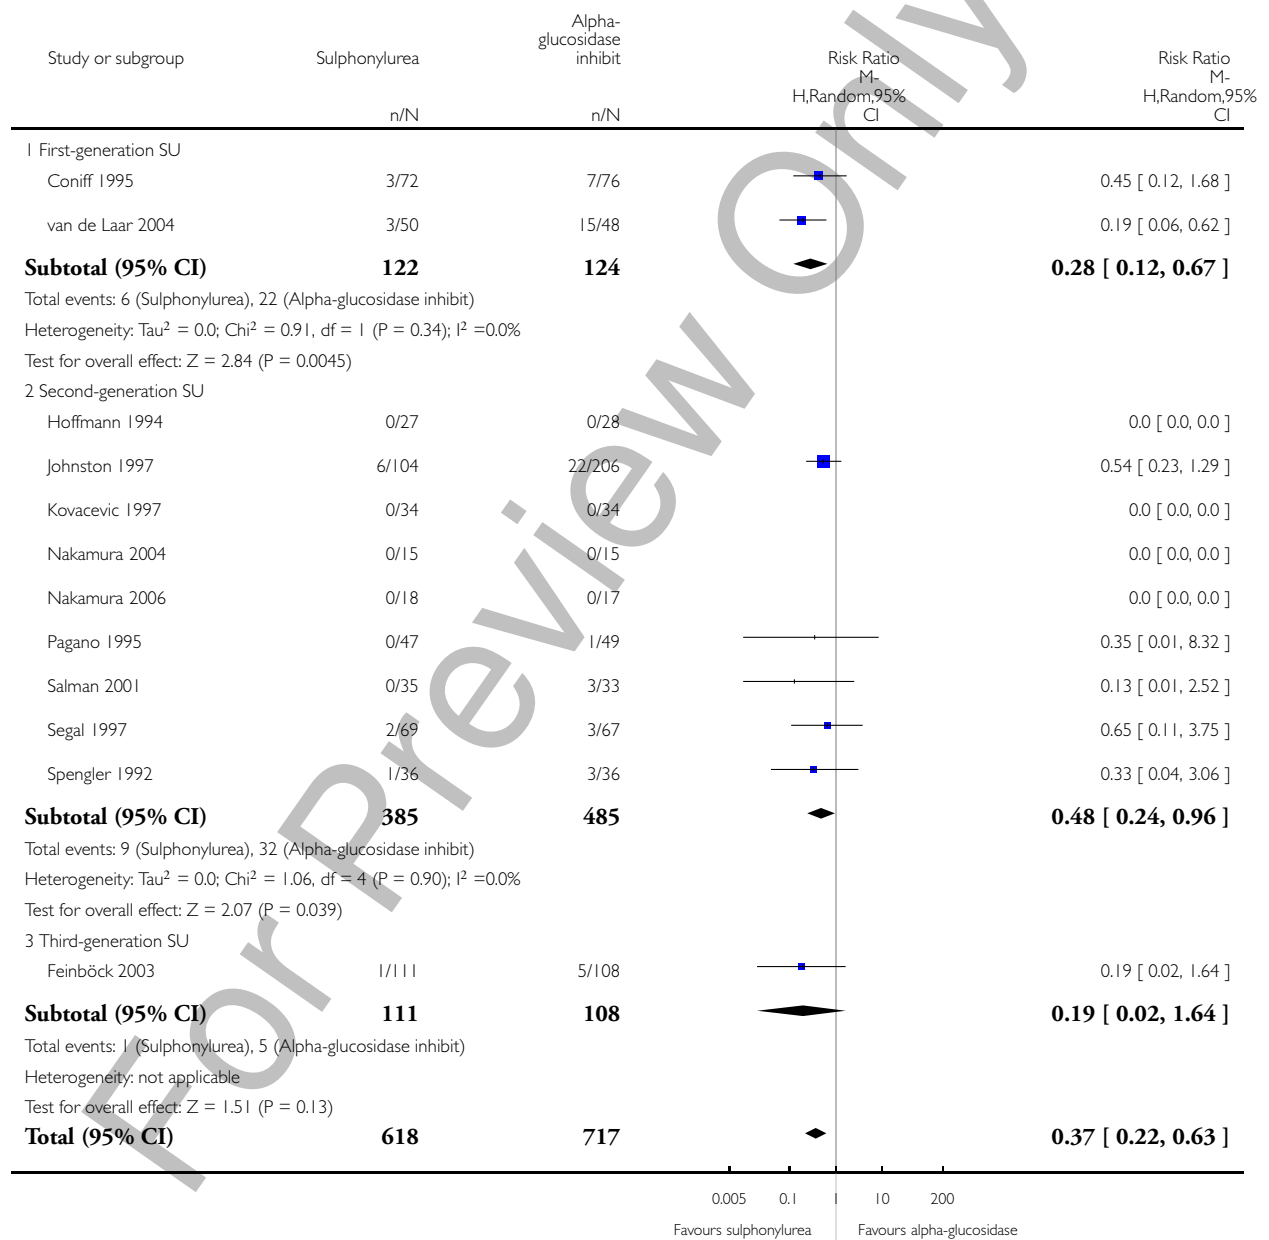 Study or subgroup Sulphonylurea Alpha-glucosidase inhibit Risk Ratio Risk Ratio
n/N n/N M-H,Random,95% CI M-H,Random,95% CI
1 First-generation SU
Coniff 1995 3/72 7/76 0.45 [ 0.12, 1.68 ]
van de Laar 2004 3/50 15/48 0.19 [ 0.06, 0.62 ]
Subtotal (95% CI) 122 124 0.28 [ 0.12, 0.67 ]
Total events: 6 (Sulphonylurea), 22 (Alpha-glucosidase inhibit)
Heterogeneity: Tau² = 0.0; Chi² = 0.91, df = 1 (P = 0.34); I² =0.0%
Test for overall effect: Z = 2.84 (P = 0.0045)
2 Second-generation SU
Hoffmann 1994 0/27 0/28 0.0 [ 0.0, 0.0 ]
Johnston 1997 6/104 22/206 0.54 [ 0.23, 1.29 ]
Kovacevic 1997 0/34 0/34 0.0 [ 0.0, 0.0 ]
Nakamura 2004 0/15 0/15 0.0 [ 0.0, 0.0 ]
Nakamura 2006 0/18 0/17 0.0 [ 0.0, 0.0 ]
Pagano 1995 0/47 1/49 0.35 [ 0.01, 8.32 ]
Salman 2001 0/35 3/33 0.13 [ 0.01, 2.52 ]
Segal 1997 2/69 3/67 0.65 [ 0.11, 3.75 ]
Spengler 1992 1/36 3/36 0.33 [ 0.04, 3.06 ]
Subtotal (95% CI) 385 485 0.48 [ 0.24, 0.96 ]
Total events: 9 (Sulphonylurea), 32 (Alpha-glucosidase inhibit)
Heterogeneity: Tau² = 0.0; Chi² = 1.06, df = 4 (P = 0.90); I² =0.0%
Test for overall effect: Z = 2.07 (P = 0.039)
3 Third-generation SU
Feinböck 2003 1/111 5/108 0.19 [ 0.02, 1.64 ]
Subtotal (95% CI) 111 108 0.19 [ 0.02, 1.64 ]
Total events: 1 (Sulphonylurea), 5 (Alpha-glucosidase inhibit)
Heterogeneity: not applicable
Test for overall effect: Z = 1.51 (P = 0.13)
Total (95% CI) 618 717 0.37 [ 0.22, 0.63 ]
0.005 0.1 1 10 200
Favours sulphonylurea Favours alpha-glucosidase
For Preview Only